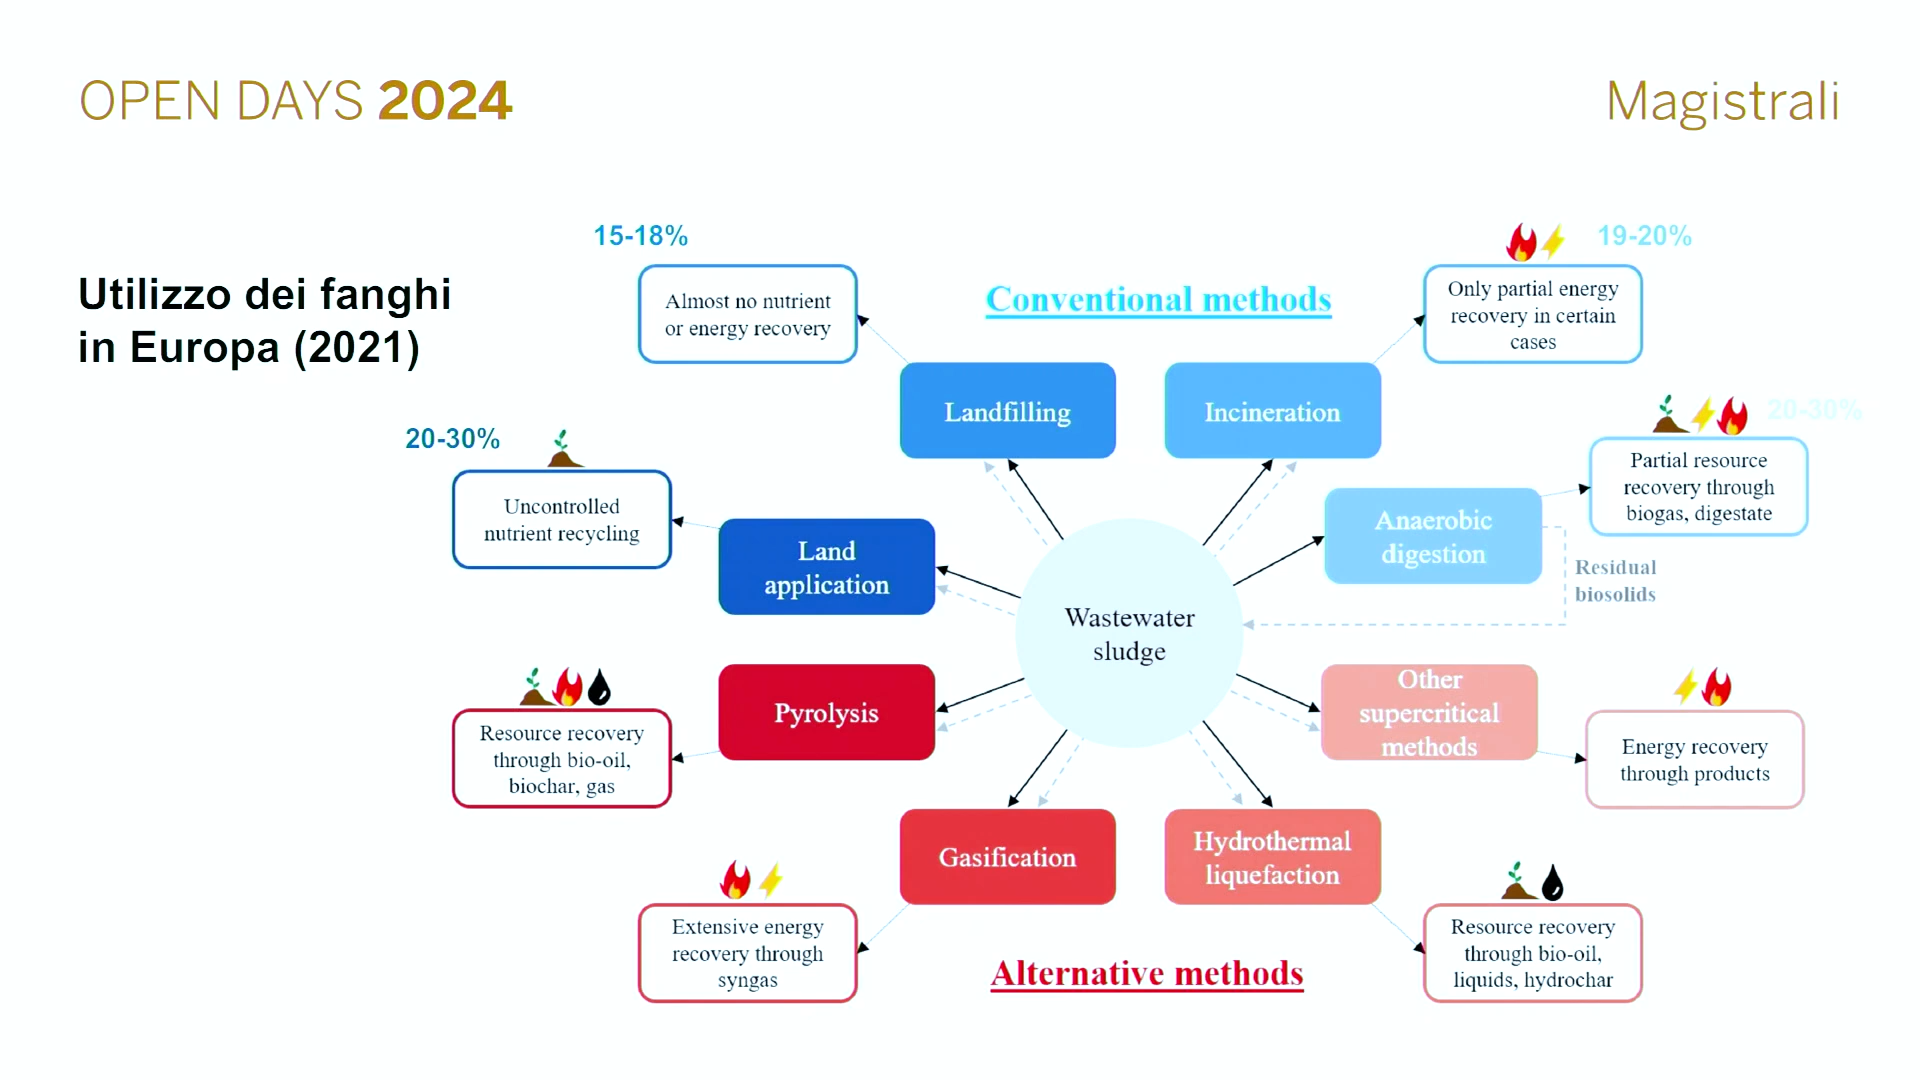 OPEN DAYS 2024
Magistrali
Utilizzo dei fanghi
in Europa (2021)
15-18%
Almost no nutrient
or energy recovery
Conventional methods
19-20%
Only partial energy
recovery in certain
cases
Landfilling
Incineration
20-30%
Uncontrolled
nutrient recycling
20-30%
Partial resource
recovery through
biogas, digestate
Land
application
Anaerobic
digestion
Residual
biosolids
Wastewater
sludge
Pyrolysis
Resource recovery
through bio-oil,
biochar, gas
Other
supercritical
methods
Energy recovery
through products
Gasification
Hydrothermal
liquefaction
Extensive energy
recovery through
syngas
Alternative methods
Resource recovery
through bio-oil,
liquids, hydrochar